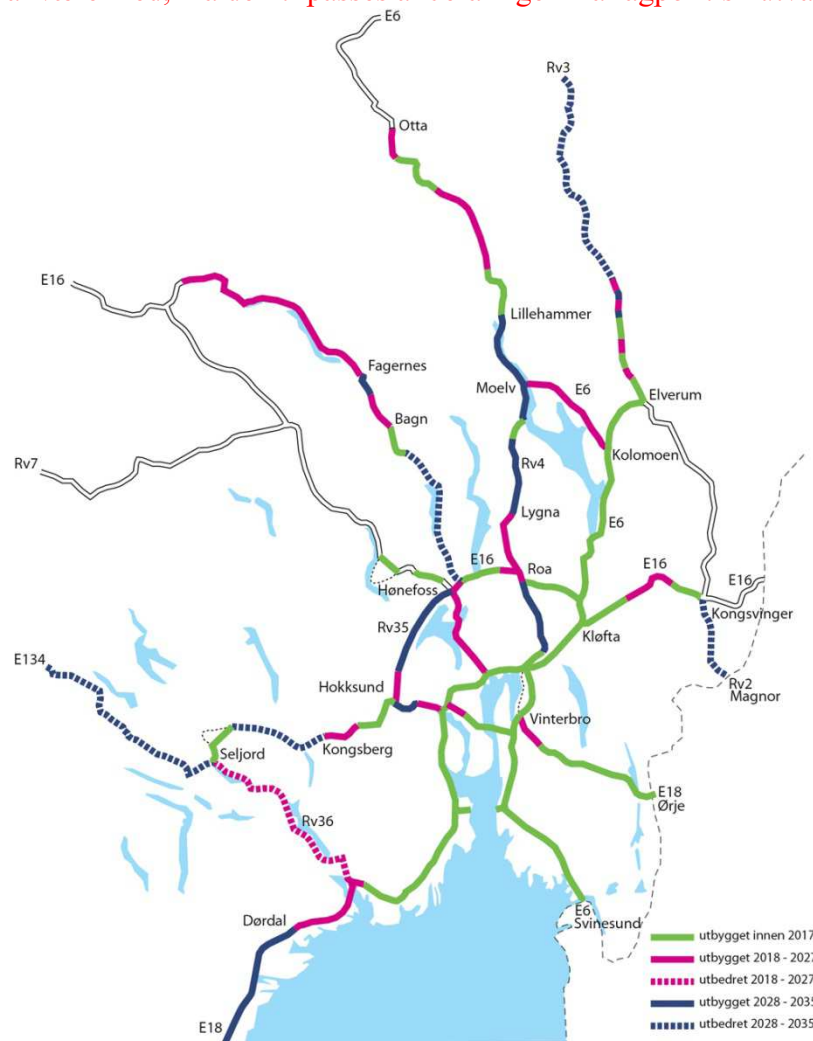 E6
Rv3
Otta
E16
Lillehammer
Fagernes
Moelv
E6
Elverum
Bagn
Kolomoen
Rv7
Rv4
Lygna
E6
E16
Roa
E16
E16
Hønefoss
Kongsvinger
Rv35
Kløfta
E134
Rv2
Magnor
Hokksund
Vinterbro
Seljord
Kongsberg
E18
Ørje
Rv36
Dørdal
E6
Svinesund
E18
utbygget innen 2017
utbygget 2018 - 2027
utbedret 2018 - 2027
utbygget 2028 - 2035
utbedret 2028 - 2035